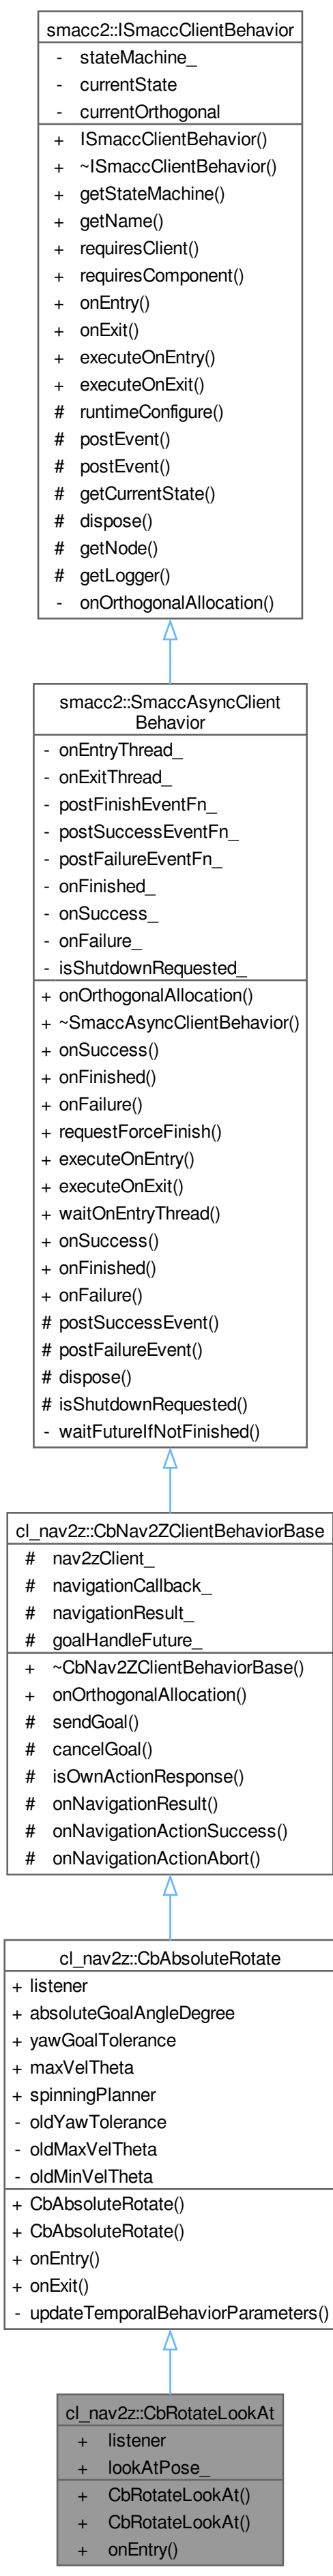 smacc2::ISmaccClientBehavior
- stateMachine_
- currentState
- currentOrthogonal
+ ISmaccClientBehavior()
+ ~ISmaccClientBehavior()
+ getStateMachine()
+ getName()
+ requiresClient()
+ requiresComponent()
+ onEntry()
+ onExit()
+ executeOnEntry()
+ executeOnExit()
# runtimeConfigure()
# postEvent()
# postEvent()
# getCurrentState()
# dispose()
# getNode()
# getLogger()
- onOrthogonalAllocation()
smacc2::SmaccAsyncClient
Behavior
- onEntryThread_
- onExitThread_
- postFinishEventFn_
- postSuccessEventFn_
- postFailureEventFn_
- onFinished_
- onSuccess_
- onFailure_
- isShutdownRequested_
+ onOrthogonalAllocation()
+ ~SmaccAsyncClientBehavior()
+ onSuccess()
+ onFinished()
+ onFailure()
+ requestForceFinish()
+ executeOnEntry()
+ executeOnExit()
+ waitOnEntryThread()
+ onSuccess()
+ onFinished()
+ onFailure()
# postSuccessEvent()
# postFailureEvent()
# dispose()
# isShutdownRequested()
- waitFutureIfNotFinished()
cl_nav2z::CbNav2ZClientBehaviorBase
# nav2zClient_
# navigationCallback_
# navigationResult_
# goalHandleFuture_
+ ~CbNav2ZClientBehaviorBase()
+ onOrthogonalAllocation()
# sendGoal()
# cancelGoal()
# isOwnActionResponse()
# onNavigationResult()
# onNavigationActionSuccess()
# onNavigationActionAbort()
cl_nav2z::CbAbsoluteRotate
+ listener
+ absoluteGoalAngleDegree
+ yawGoalTolerance
+ maxVelTheta
+ spinningPlanner
- oldYawTolerance
- oldMaxVelTheta
- oldMinVelTheta
+ CbAbsoluteRotate()
+ CbAbsoluteRotate()
+ onEntry()
+ onExit()
- updateTemporalBehaviorParameters()
cl_nav2z::CbRotateLookAt
+ listener
+ lookAtPose_
+ CbRotateLookAt()
+ CbRotateLookAt()
+ onEntry()